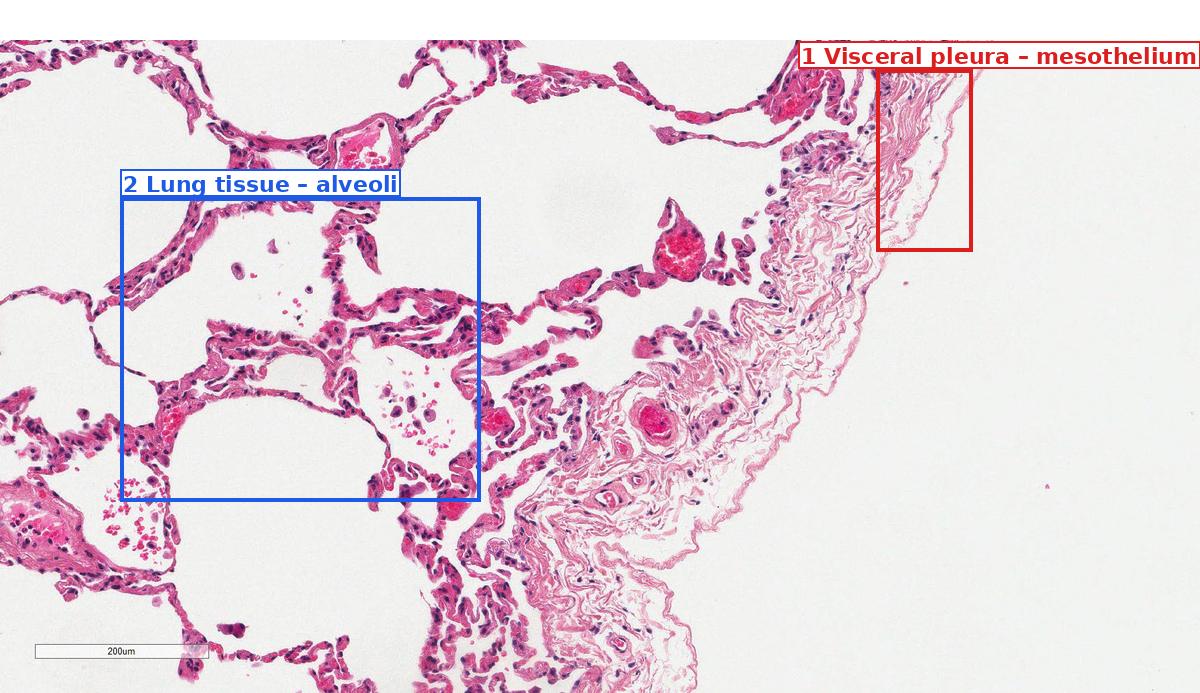 1 Visceral pleura – mesothelium
2 Lung tissue – alveoli
200um